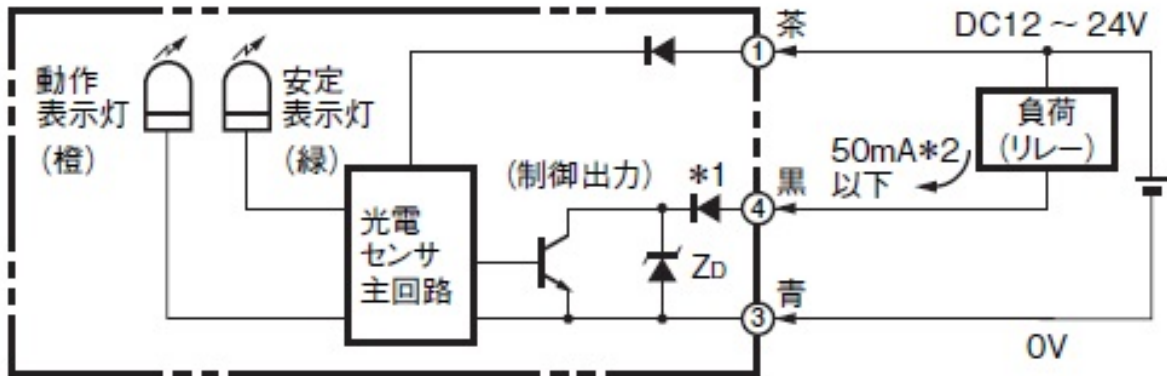 茶
DC12 ～ 24V
①
動作
表示灯
(橙)
安定
表示灯
(緑)
負荷
(リレー)
50mA*2
以下
(制御出力)
*1
黒
④
光電
センサ
主回路
ZD
青
③
0V